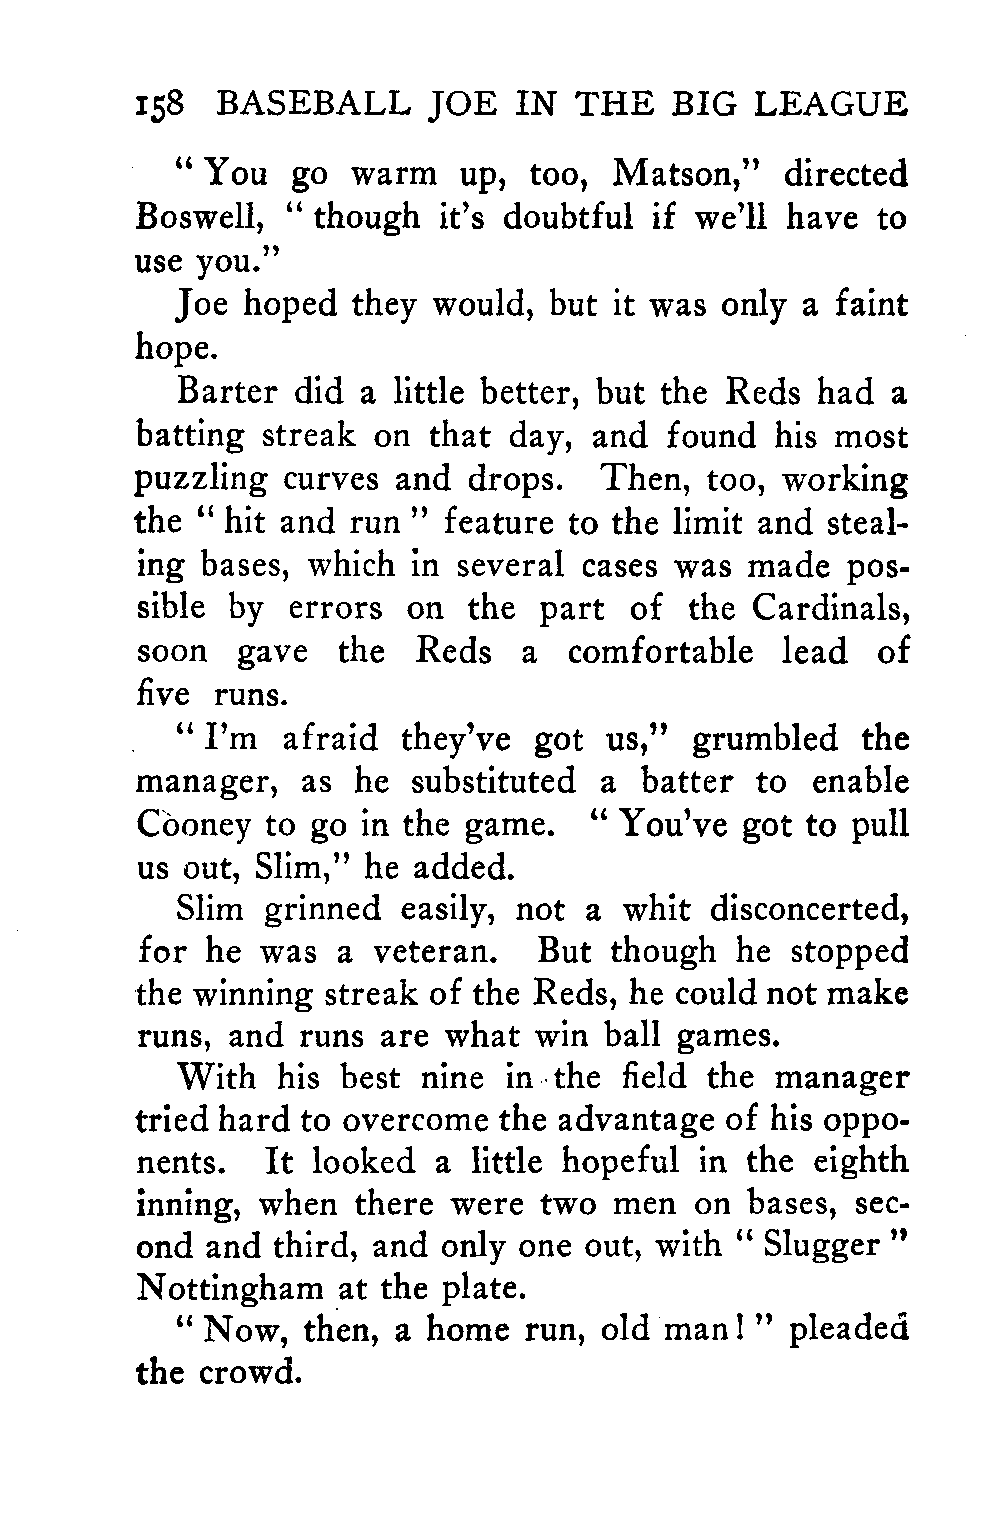 158 BASEBALL JOE IN THE BIG LEAGUE
“ You go warm up, too, Matson,” directed
Boswell, “ though it’s doubtful if we’ll have to
use you.”
Joe hoped they would, but it was only a faint
hope.
Barter did a little better, but the Reds had a
batting streak on that day, and found his most
puzzling curves and drops. Then, too, working
the “ hit and run ” feature to the limit and steal-
ing bases, which in several cases was made pos-
sible by errors on the part of the Cardinals,
soon gave the Reds a comfortable lead of
five runs.
“ I’m afraid they’ve got us,” grumbled the
manager, as he substituted a batter to enable
Cooney to go in the game. “ You’ve got to pull
us out, Slim,” he added.
Slim grinned easily, not a whit disconcerted,
for he was a veteran. But though he stopped
the winning streak of the Reds, he could not make
runs, and runs are what win ball games.
With his best nine in the field the manager
tried hard to overcome the advantage of his oppo-
nents. It looked a little hopeful in the eighth
inning, when there were two men on bases, sec-
ond and third, and only one out, with “ Slugger ”
Nottingham at the plate.
“ Now, then, a home run, old man! ” pleaded
the crowd.